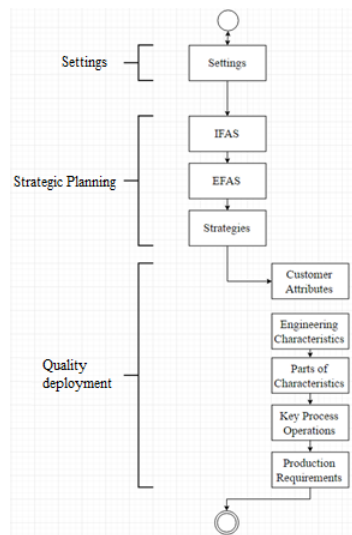 Settings
Settings
IFAS
Strategic Planning
EFAS
Strategies
Customer
Attributes
Engineering
Characteristics
Quality
deployment
Parts of
Characteristics
Key Process
Operations
Production
Requirements